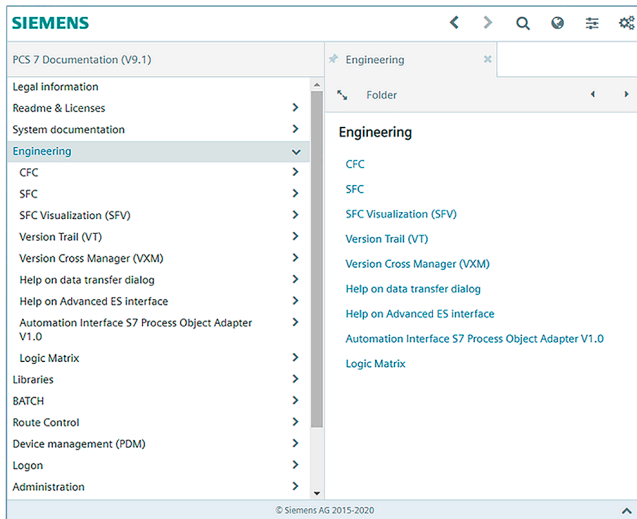 SIEMENS
PCS 7 Documentation (V9.1)
Legal information
Readme & Licenses
System documentation
Engineering
CFC
SFC
SFC Visualization (SFV)
Version Trail (VT)
Version Cross Manager (VXM)
Help on data transfer dialog
Help on Advanced ES interface
Automation Interface S7 Process Object Adapter
V1.0
Logic Matrix
Libraries
BATCH
Route Control
Device management (PDM)
Logon
Administration
Engineering
Folder
Engineering
CFC
SFC
SFC Visualization (SFV)
Version Trail (VT)
Version Cross Manager (VXM)
Help on data transfer dialog
Help on Advanced ES interface
Automation Interface S7 Process Object Adapter V1.0
Logic Matrix
© Siemens AG 2015-2020